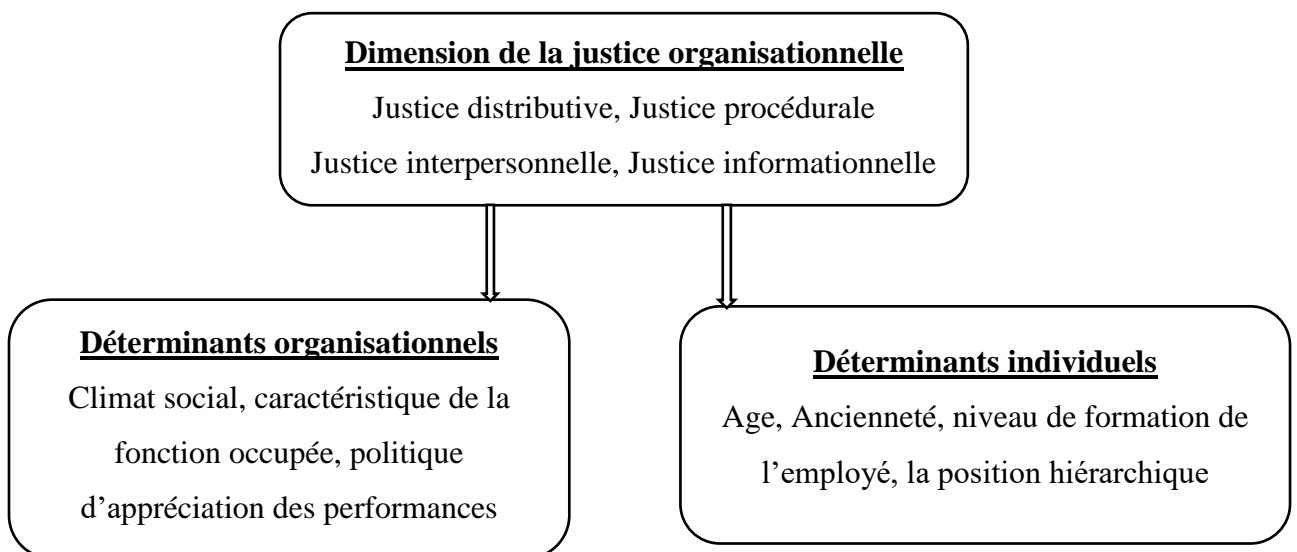 Dimension de la justice organisationnelle
Justice distributive, Justice procédurale
Justice interpersonnelle, Justice informationnelle
Déterminants organisationnels
Climat social, caractéristique de la
fonction occupée, politique
d’appréciation des performances
Déterminants individuels
Age, Ancienneté, niveau de formation de
l’employé, la position hiérarchique